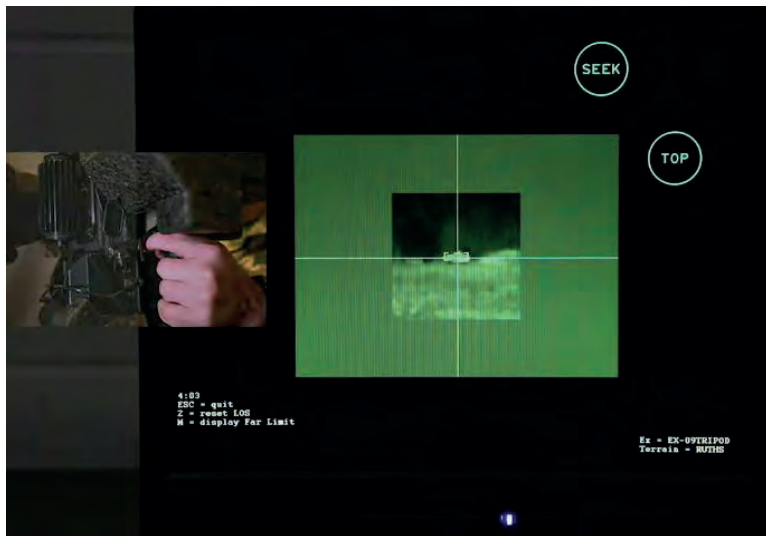 SEEK
TOP
4:03
ESC = quit
Z = reset LOS
M = display Far Limit
Ex = EX-09TRIPOD
Terrain = RUTHS